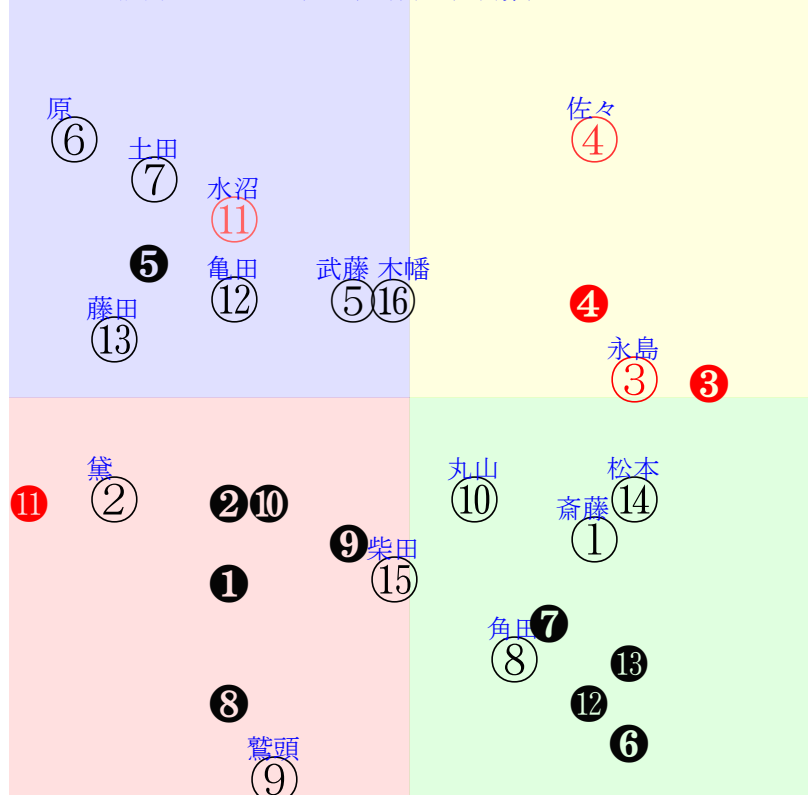 原
⑥
佐々
④
土田
⑦
水沼
⑪
❺
亀田
⑫
武藤 木幡
⑤⑯
❹
藤田
⑬
永島
③
❸
黛
②
⓫
❷❿
丸山
⑩
松本
⑭
斎藤
①
❾
柴田
⑮
❶
角田
⑧
❼
⓭
❽
⓬
❻
鷲頭
⑨